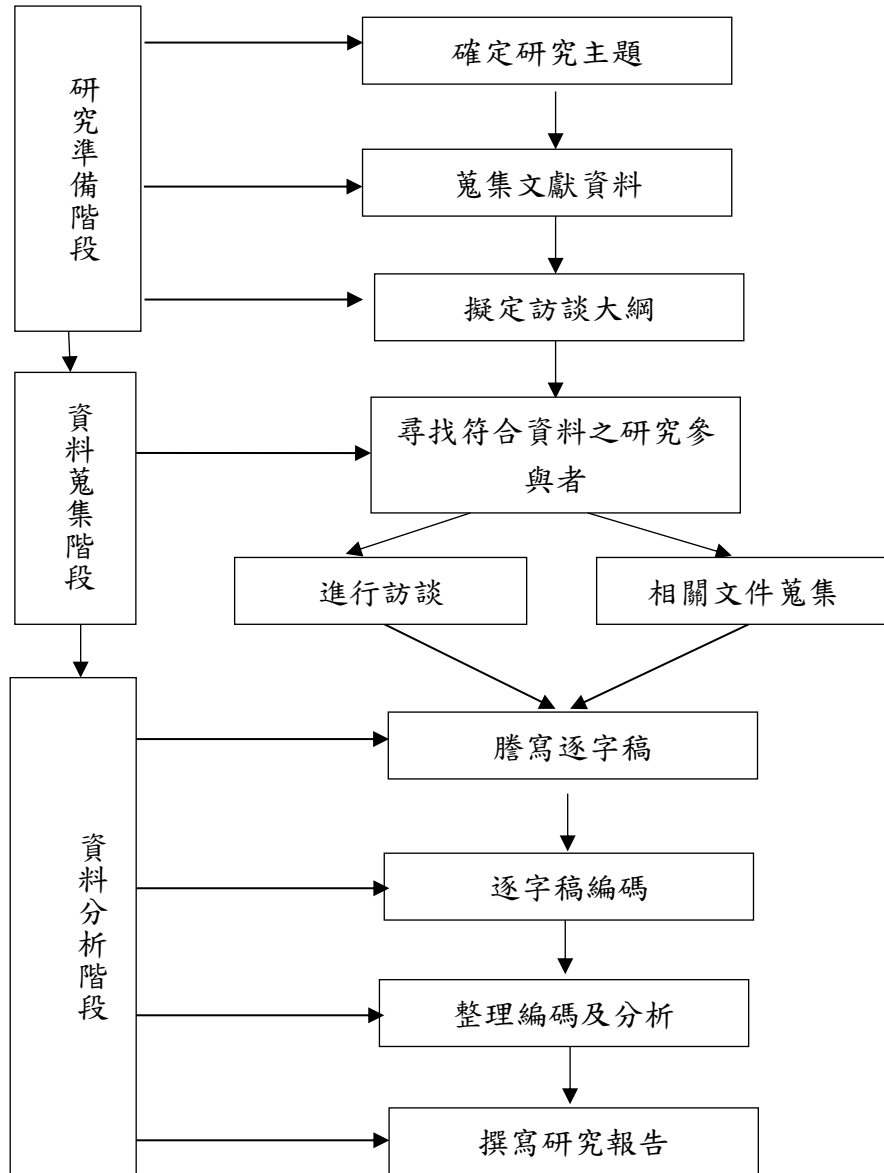 研究準備階段
確定研究主題
蒐集文獻資料
擬定訪談大綱
資料蒐集階段
尋找符合資料之研究參
與者
進行訪談
相關文件蒐集
資料分析階段
謄寫逐字稿
逐字稿編碼
整理編碼及分析
撰寫研究報告